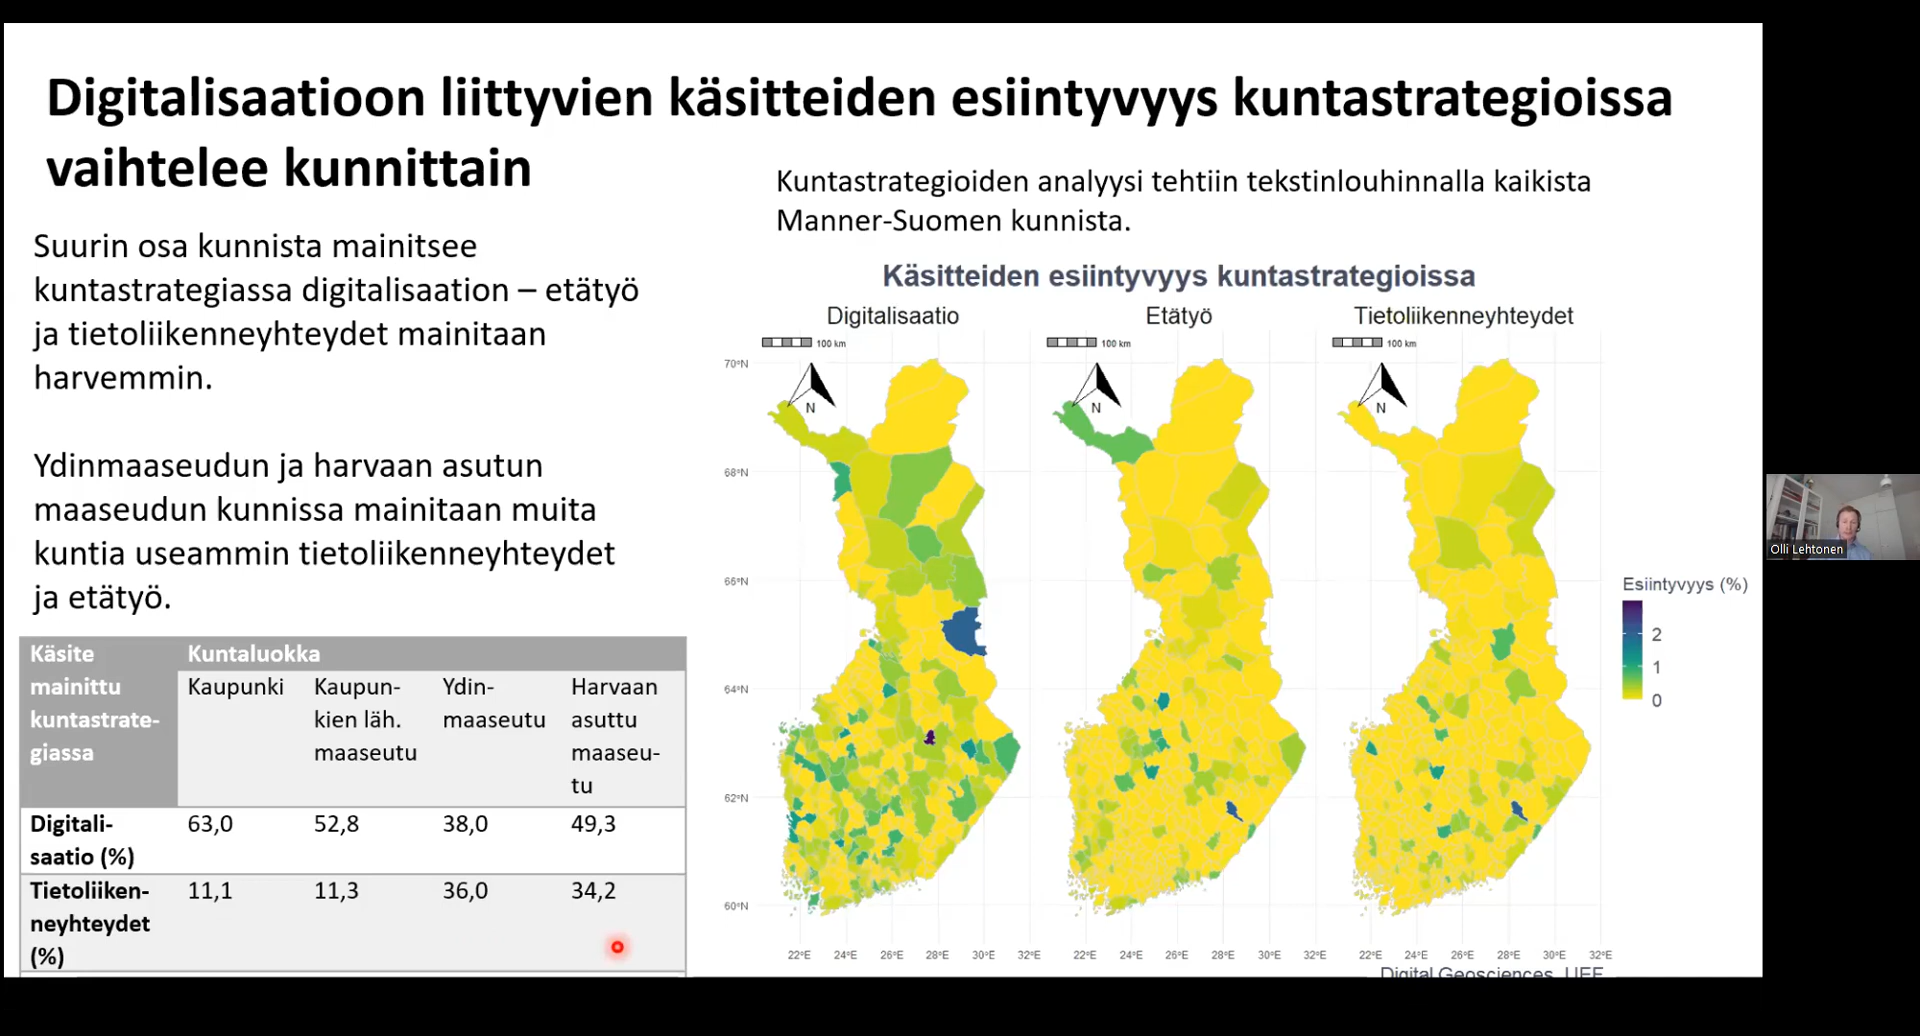 Digitalisaatioon liittyvien käsitteiden esiintyvyys kuntastrategioissa
vaihtelee kunnittain
Suurin osa kunnista mainitsee
kuntastrategiassa digitalisaation – etätyö
ja tietoliikenneyhteydet mainitaan
harvemmin.
Ydinmaaseudun ja harvaan asutun
maaseudun kunnissa mainitaan muita
kuntia useammin tietoliikenneyhteydet
ja etätyö.
Käsite
mainittu
kuntastrate-
giassa
Kuntaluokka
Kaupunki
Kaupun-
kien läh.
maaseutu
Ydin-
maaseutu
Harvaan
asuttu
maaseu-
tu
Digitali-
saatio (%)
63,0 52,8 38,0 49,3
Tietoliiken-
neyhteydet
(%)
11,1 11,3 36,0 34,2
Kuntastrategioiden analyysi tehtiin tekstinlouhinnalla kaikista
Manner-Suomen kunnista.
Käsitteiden esiintyvyys kuntastrategioissa
Digitalisaatio Etätyö Tietoliikenneyhteydet
100 km 100 km 100 km
N N N
70°N
68°N
66°N
64°N
62°N
60°N
22°E 24°E 26°E 28°E 30°E 32°E 22°E 24°E 26°E 28°E 30°E 32°E 22°E 24°E 26°E 28°E 30°E 32°E
Digital Geosciences, UEF
Esiintyvyys (%)
2
1
0
Olli Lehtonen